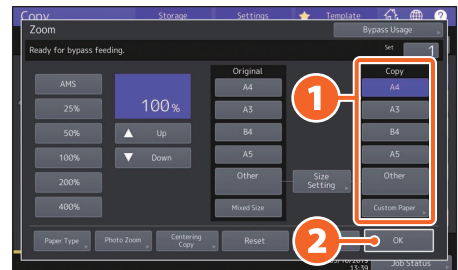 Copy Storage Settings Template
Zoom Bypass Usage
Ready for bypass feeding. Set 1
Original Copy
AMS A4 A4
25% 100% A3 A3
50% Up B4 B4
100% Down A5 A5
200% Other Size Setting Other
400% Mixed Size Custom Paper
Paper Type Photo Zoom Centering Copy Reset OK
13:39 Job Status
1
2